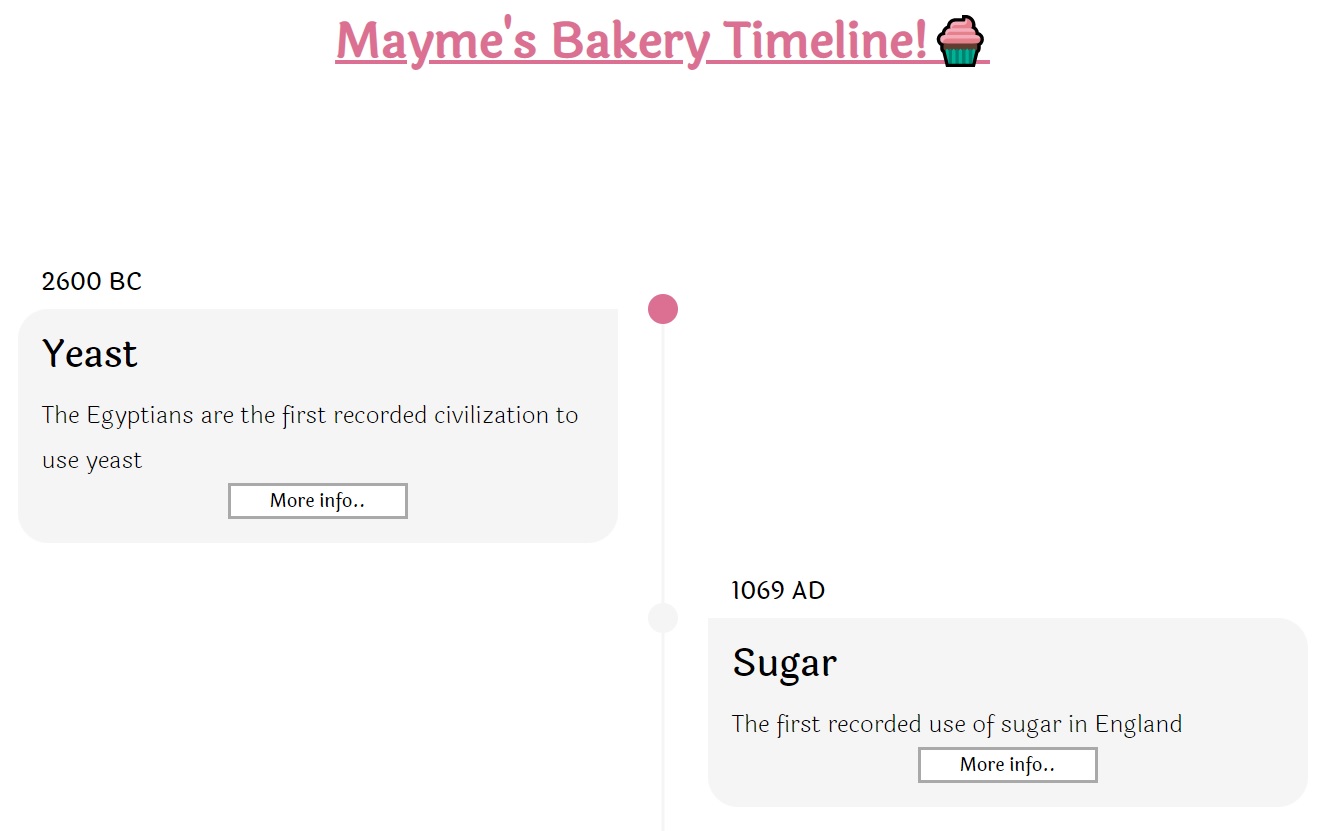 Mayme's Bakery Timeline!
2600 BC
Yeast
The Egyptians are the first recorded civilization to
use yeast
More info..
1069 AD
Sugar
The first recorded use of sugar in England
More info..